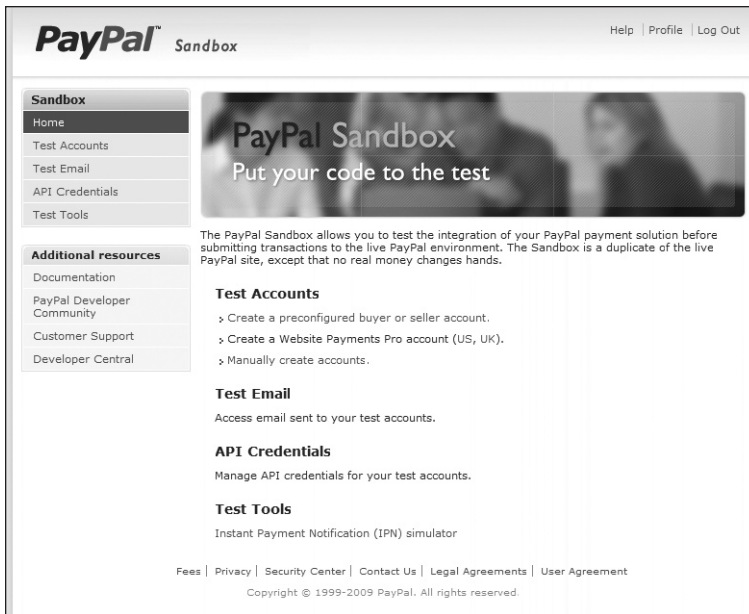 PayPal™ Sandbox
Help | Profile | Log Out
Sandbox
Home
Test Accounts
Test Email
API Credentials
Test Tools
Additional resources
Documentation
PayPal Developer
Community
Customer Support
Developer Central
PayPal Sandbox
Put your code to the test
The PayPal Sandbox allows you to test the integration of your PayPal payment solution before
submitting transactions to the live PayPal environment. The Sandbox is a duplicate of the live
PayPal site, except that no real money changes hands.
Test Accounts
Create a preconfigured buyer or seller account.
Create a Website Payments Pro account (US, UK).
Manually create accounts.
Test Email
Access email sent to your test accounts.
API Credentials
Manage API credentials for your test accounts.
Test Tools
Instant Payment Notification (IPN) simulator
Fees | Privacy | Security Center | Contact Us | Legal Agreements | User Agreement
Copyright © 1999-2009 PayPal. All rights reserved.